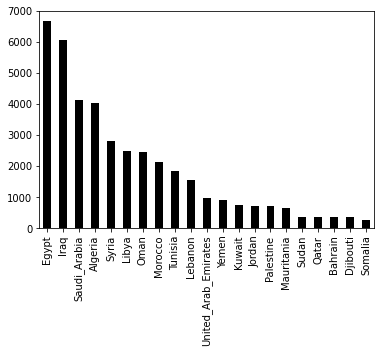 7000
6000
5000
4000
3000
2000
1000
0
Egypt
Iraq
Saudi_Arabia
Algeria
Syria
Libya
Oman
Morocco
Tunisia
Lebanon
United_Arab_Emirates
Yemen
Kuwait
Jordan
Palestine
Mauritania
Sudan
Qatar
Bahrain
Djibouti
Somalia